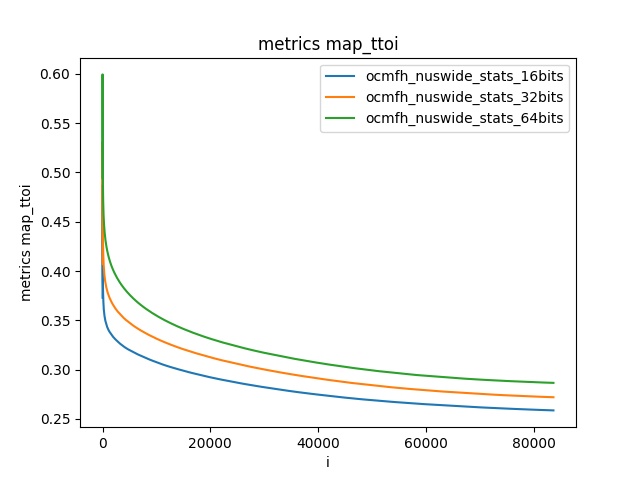 metrics map_ttoi
ocmfh_nuswide_stats_16bits
ocmfh_nuswide_stats_32bits
ocmfh_nuswide_stats_64bits
metrics map_ttoi
0.60
0.55
0.50
0.45
0.40
0.35
0.30
0.25
0 20000 40000 60000 80000
i